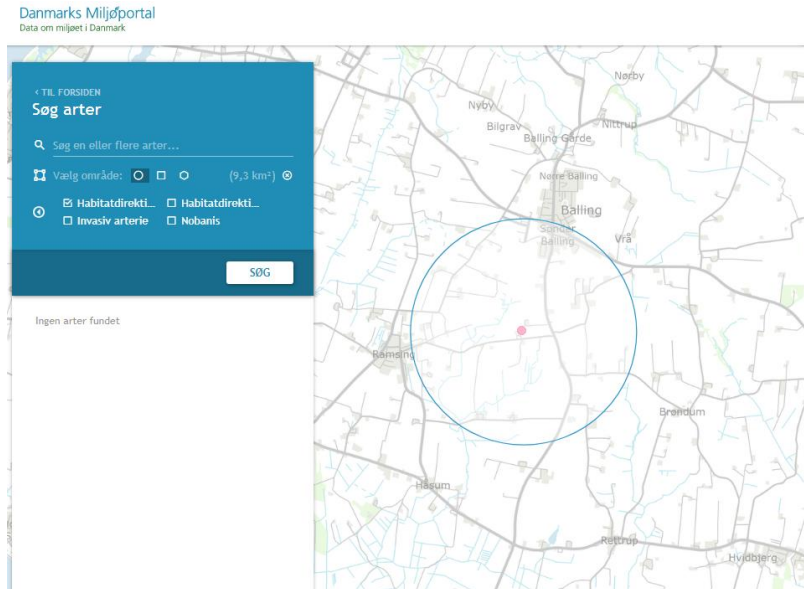 Danmarks Miljøportal
Data om miljøet i Danmark
‹ TIL FORSIDEN
Søg arter
Søg en eller flere arter...
Vælg område:
(9,3 km²)
Habitatdirekti...
Habitatdirekti...
Invasiv arterie
Nobanis
SØG
Ingen arter fundet
Nørby
Nyby
Bilgrav
Nittrup
Balling Gårde
Nørre Balling
Balling
Sønder
Balling
Vrå
Ramsing
Brøndum
Håsum
Rettrup
Hvidbjerg